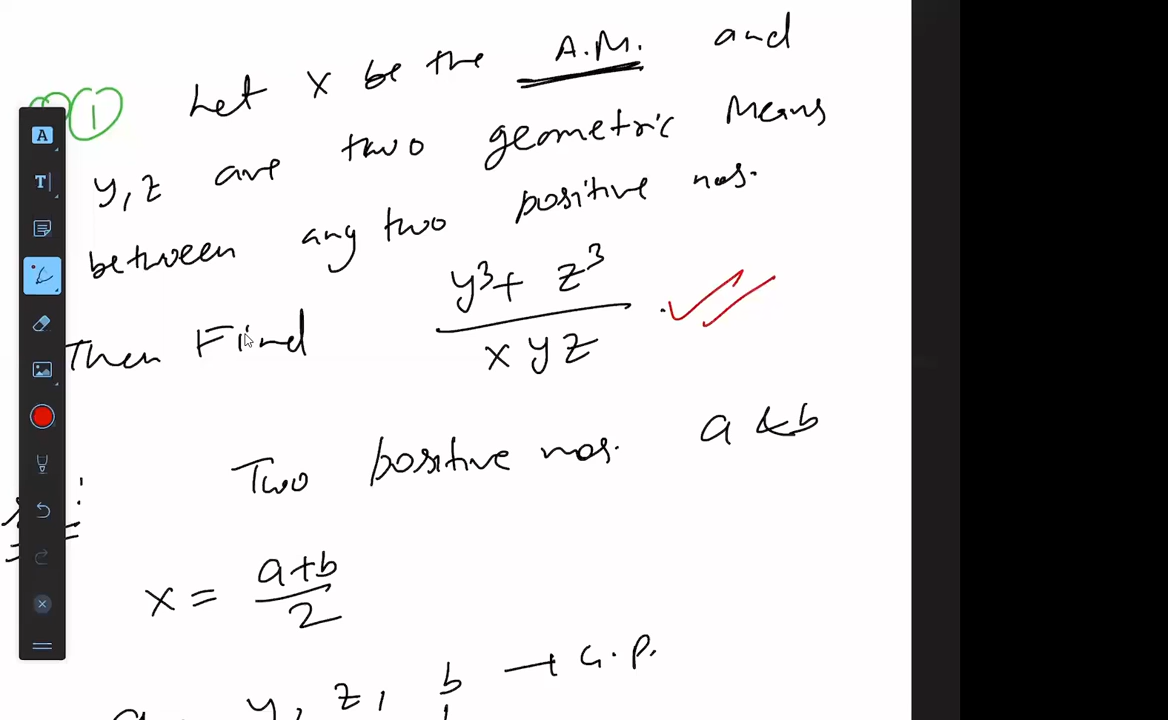 1 Let x be the A.M. and
y, z are two geometric Means
between any two positive nos.
Then Find y³ + z³ / x y z
Two positive nos. a & b
x = a+b / 2
a, y, z, b → G.P.